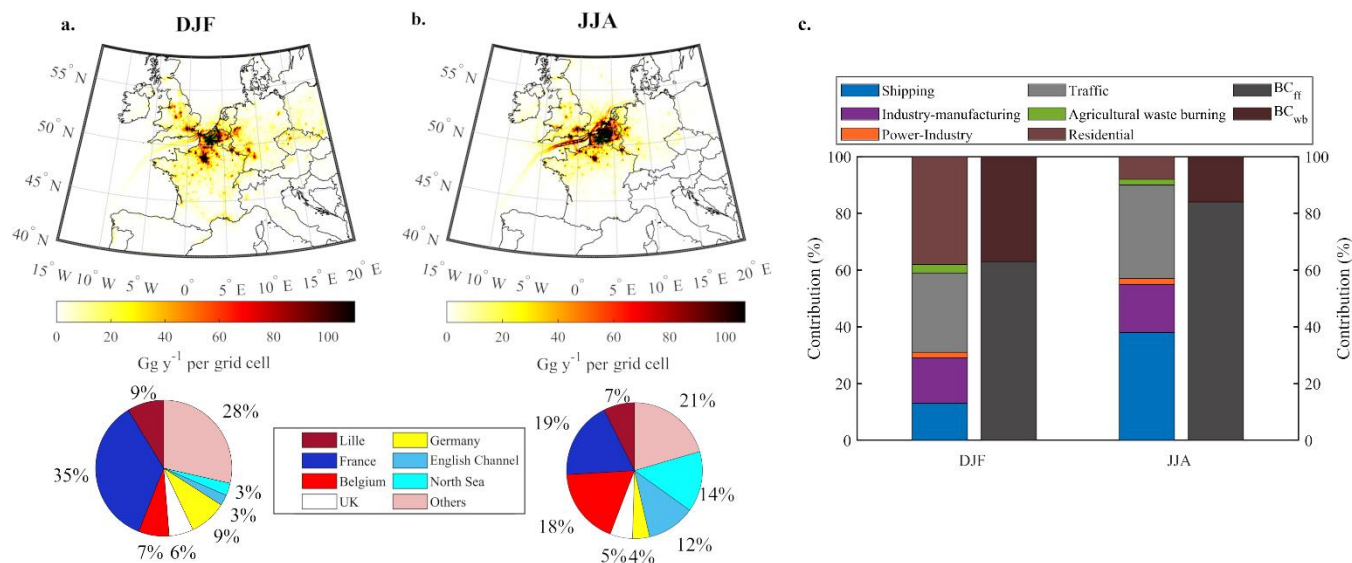 a.
DJF
b.
JJA
c.
55°N
50°N
45°N
40°N
15°W 10°W 5°W 0° 5°E 10°E 15°E 20°E
0 20 40 60 80 100
Gg y⁻¹ per grid cell
55°N
50°N
45°N
40°N
15°W 10°W 5°W 0° 5°E 10°E 15°E 20°E
0 20 40 60 80 100
Gg y⁻¹ per grid cell
9%
28%
35%
3%
3%
9%
7% 6%
Lille Germany
France English Channel
Belgium North Sea
UK Others
7%
21%
19%
14%
18%
12%
5% 4%
Shipping Traffic BCff
Industry-manufacturing Agricultural waste burning BCwb
Power-Industry Residential
100 100
80 80
60 60
40 40
20 20
0 0
Contribution (%)
Contribution (%)
DJF JJA